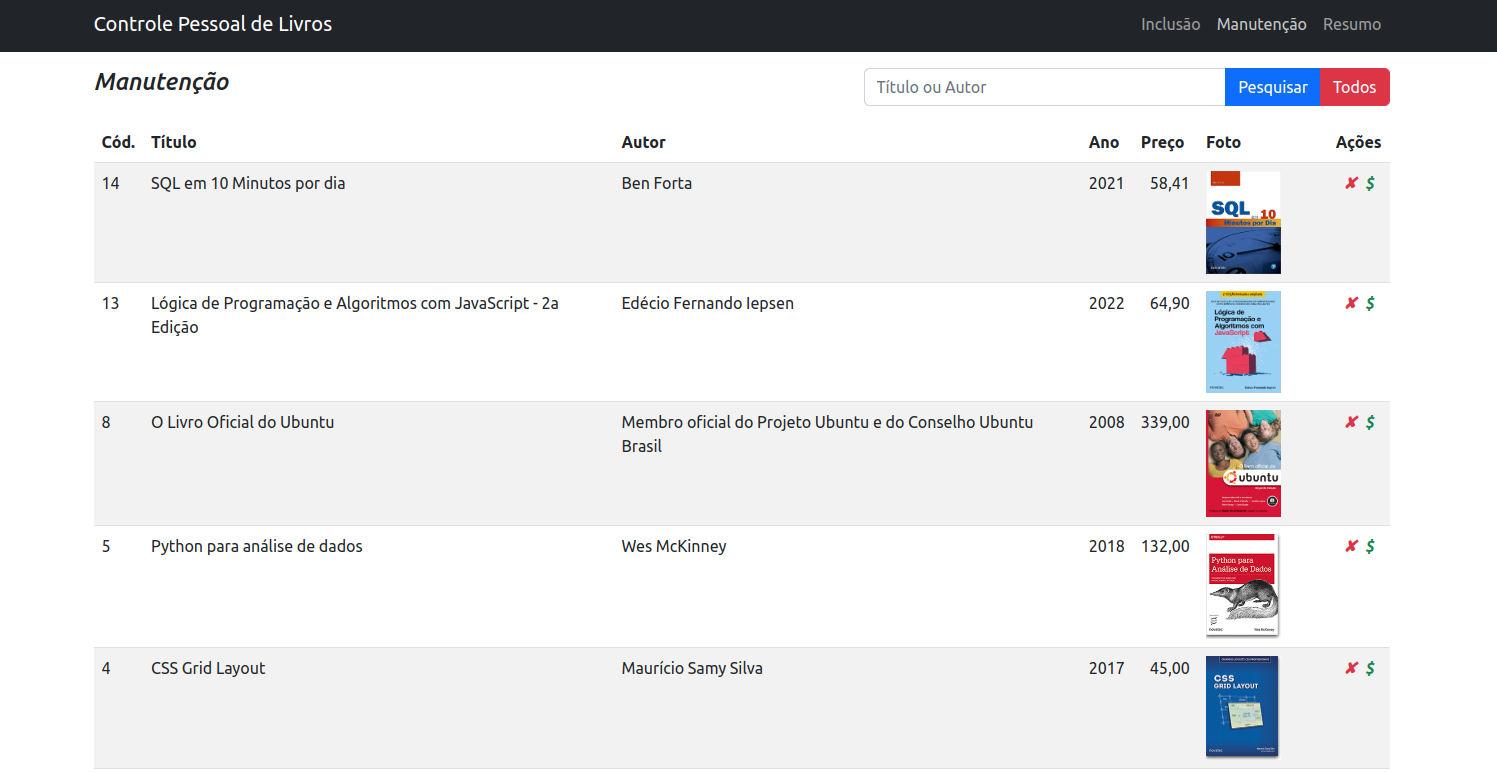 Controle Pessoal de Livros Inclusão Manutenção Resumo
Manutenção
Título ou Autor Pesquisar Todos
Cód. Título Autor Ano Preço Foto Ações
14 SQL em 10 Minutos por dia Ben Forta 2021 58,41 ✘ $
SQL em 10
Minutos por Dia
13 Lógica de Programação e Algoritmos com JavaScript - 2a Edécio Fernando Iepsen 2022 64,90 ✘ $
Edição
Lógica de
Programação e
Algoritmos com
JavaScript
8 O Livro Oficial do Ubuntu Membro oficial do Projeto Ubuntu e do Conselho Ubuntu 2008 339,00 ✘ $
Brasil
ubuntu
5 Python para análise de dados Wes McKinney 2018 132,00 ✘ $
Python para
Análise de Dados
4 CSS Grid Layout Maurício Samy Silva 2017 45,00 ✘ $
CSS
GRID LAYOUT